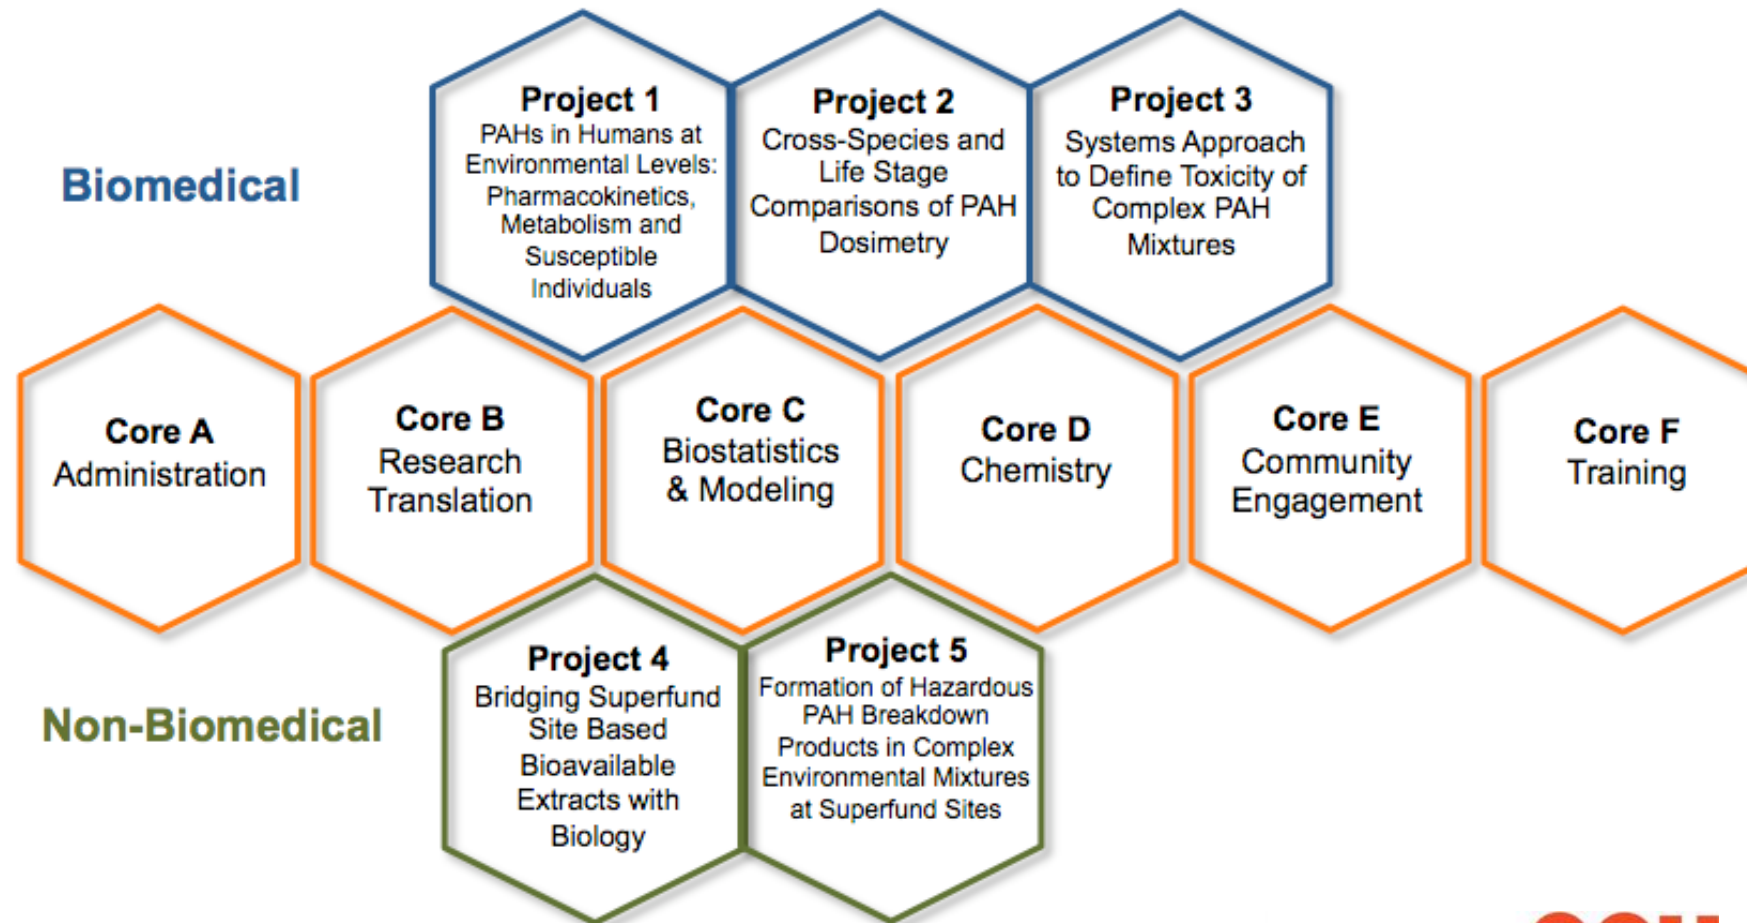 Biomedical
Project 1
PAHs in Humans at
Environmental Levels:
Pharmacokinetics,
Metabolism and
Susceptible
Individuals
Project 2
Cross-Species and
Life Stage
Comparisons of PAH
Dosimetry
Project 3
Systems Approach
to Define Toxicity of
Complex PAH
Mixtures
Core A
Administration
Core B
Research
Translation
Core C
Biostatistics
& Modeling
Core D
Chemistry
Core E
Community
Engagement
Core F
Training
Non-Biomedical
Project 4
Bridging Superfund
Site Based
Bioavailable
Extracts with
Biology
Project 5
Formation of Hazardous
PAH Breakdown
Products in Complex
Environmental Mixtures
at Superfund Sites